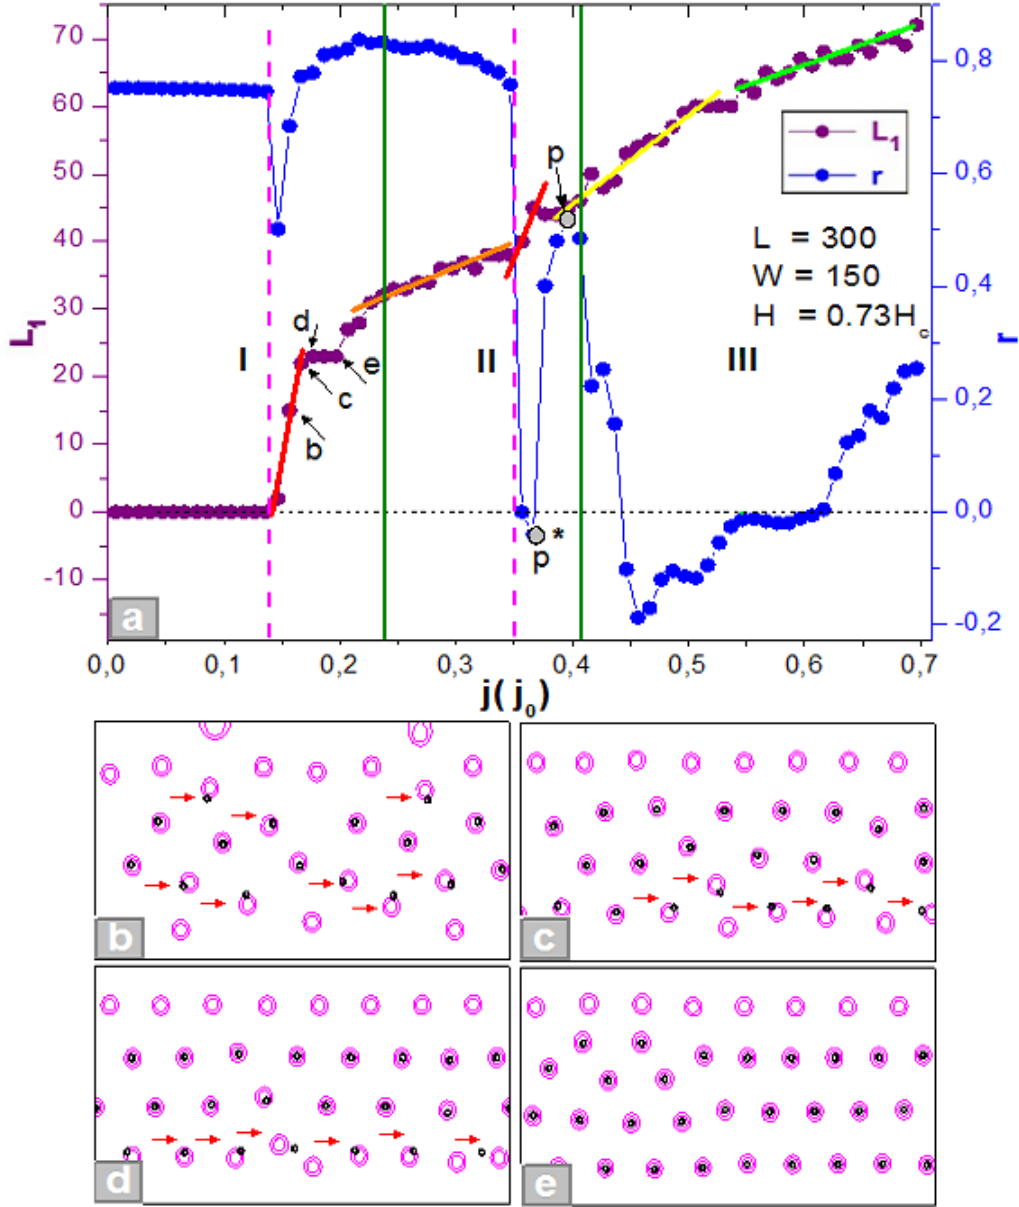 70
60
50
40
30
20
10
0
-10
L₁
0,8
0,6
0,4
0,2
0,0
-0,2
r
L₁
r
L = 300
W = 150
H = 0.73H_c
I
II
III
p
d
e
c
b
p *
a
0,0 0,1 0,2 0,3 0,4 0,5 0,6 0,7
j( j₀)
b
c
d
e